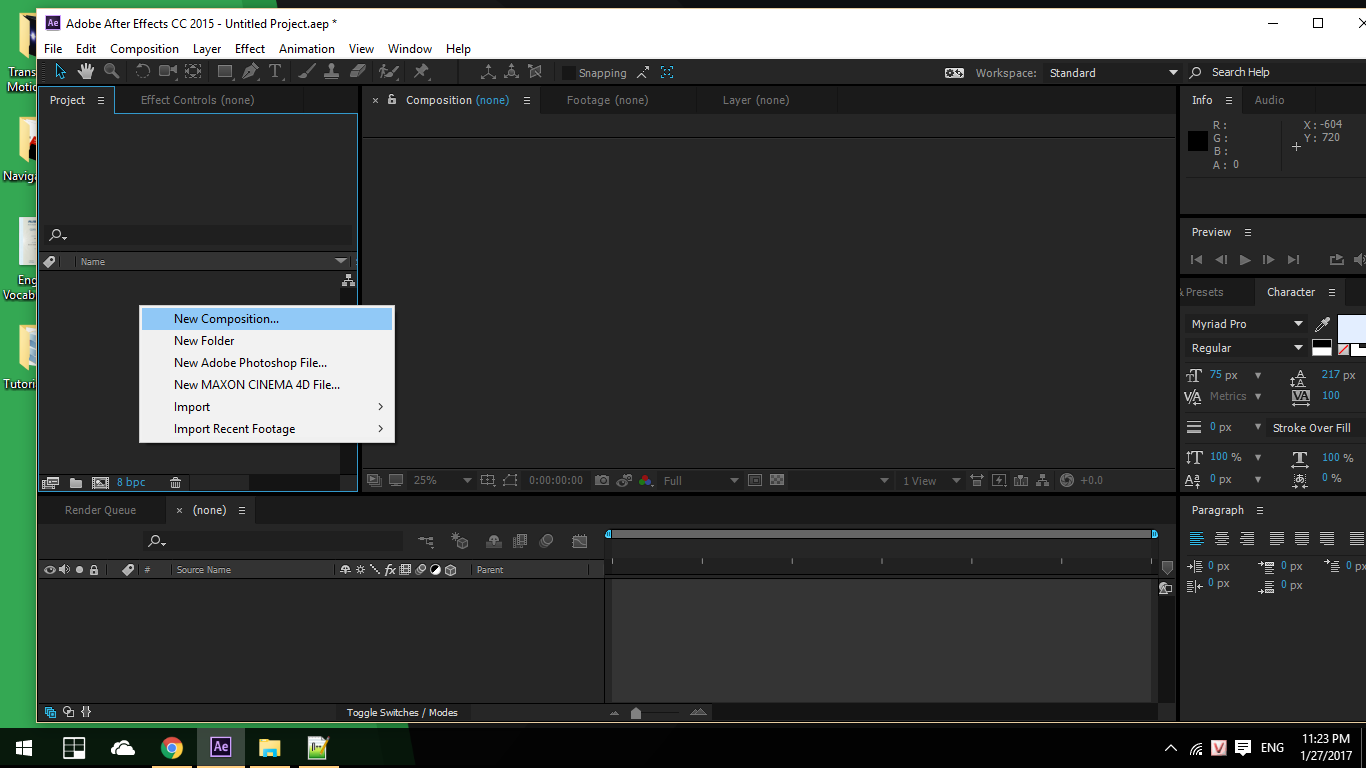 Adobe After Effects CC 2015 - Untitled Project.aep *
File Edit Composition Layer Effect Animation View Window Help
Snapping Workspace: Standard Search Help
Project Effect Controls (none) × Composition (none) Footage (none) Layer (none) Info Audio
R : X : -604
G : Y : 720
B :
A : 0
Preview
Name
& Presets Character
New Composition...
New Folder
New Adobe Photoshop File...
New MAXON CINEMA 4D File...
Import
Import Recent Footage
Myriad Pro
Regular
75 px 217 px
Metrics 100
0 px Stroke Over Fill
100 % 100 %
0 px 0 %
8 bpc 25% 0:00:00:00 Full 1 View +0.0
Render Queue × (none) Paragraph
# Source Name fx Parent
0 px 0 px 0 px
0 px 0 px
Toggle Switches / Modes
Trans
Motio
Naviga
Eng
Vocab
Tutori
Ae ENG 11:23 PM
1/27/2017